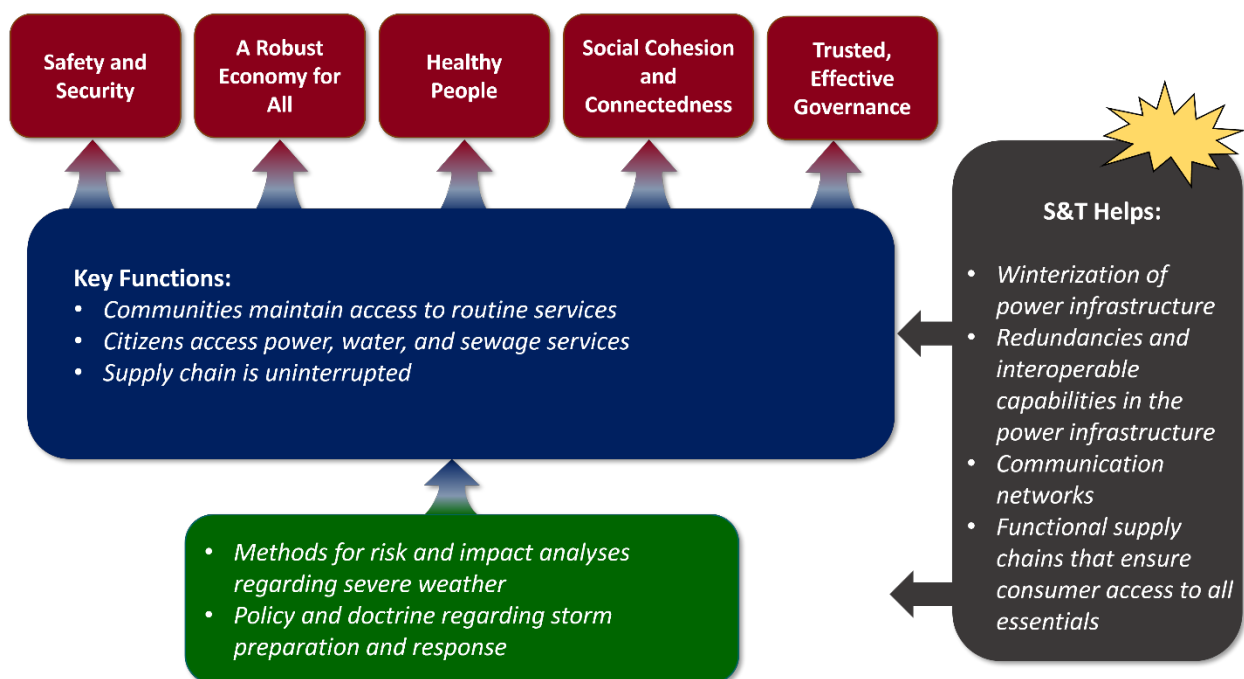 Safety and
Security
A Robust
Economy for
All
Healthy
People
Social Cohesion
and
Connectedness
Trusted,
Effective
Governance
Key Functions:
• Communities maintain access to routine services
• Citizens access power, water, and sewage services
• Supply chain is uninterrupted
• Methods for risk and impact analyses
regarding severe weather
• Policy and doctrine regarding storm
preparation and response
S&T Helps:
• Winterization of
power infrastructure
• Redundancies and
interoperable
capabilities in the
power infrastructure
• Communication
networks
• Functional supply
chains that ensure
consumer access to all
essentials